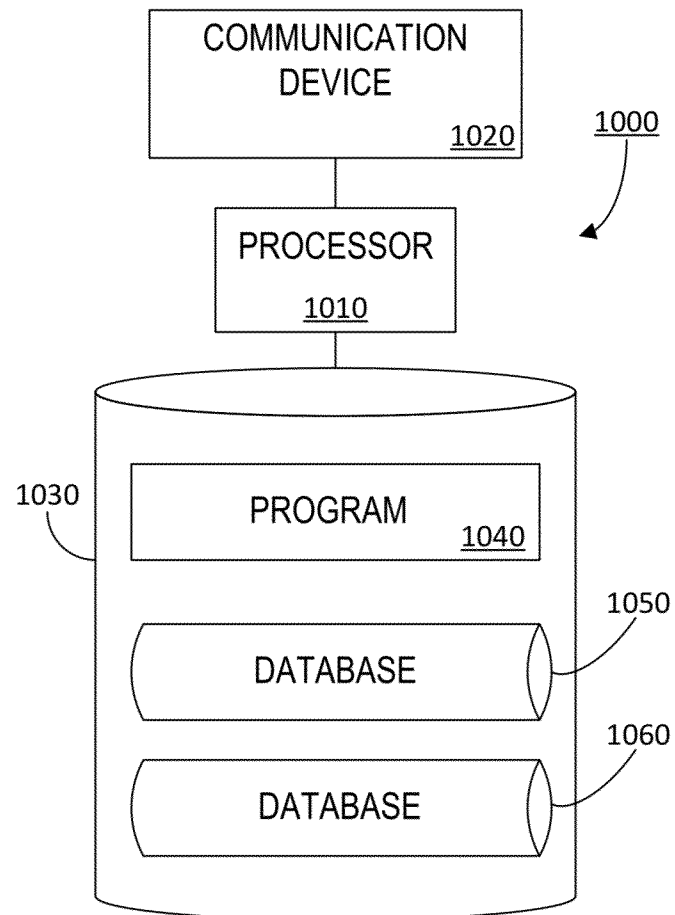 COMMUNICATION
DEVICE
1020
1000
PROCESSOR
1010
1030
PROGRAM
1040
1050
DATABASE
1060
DATABASE